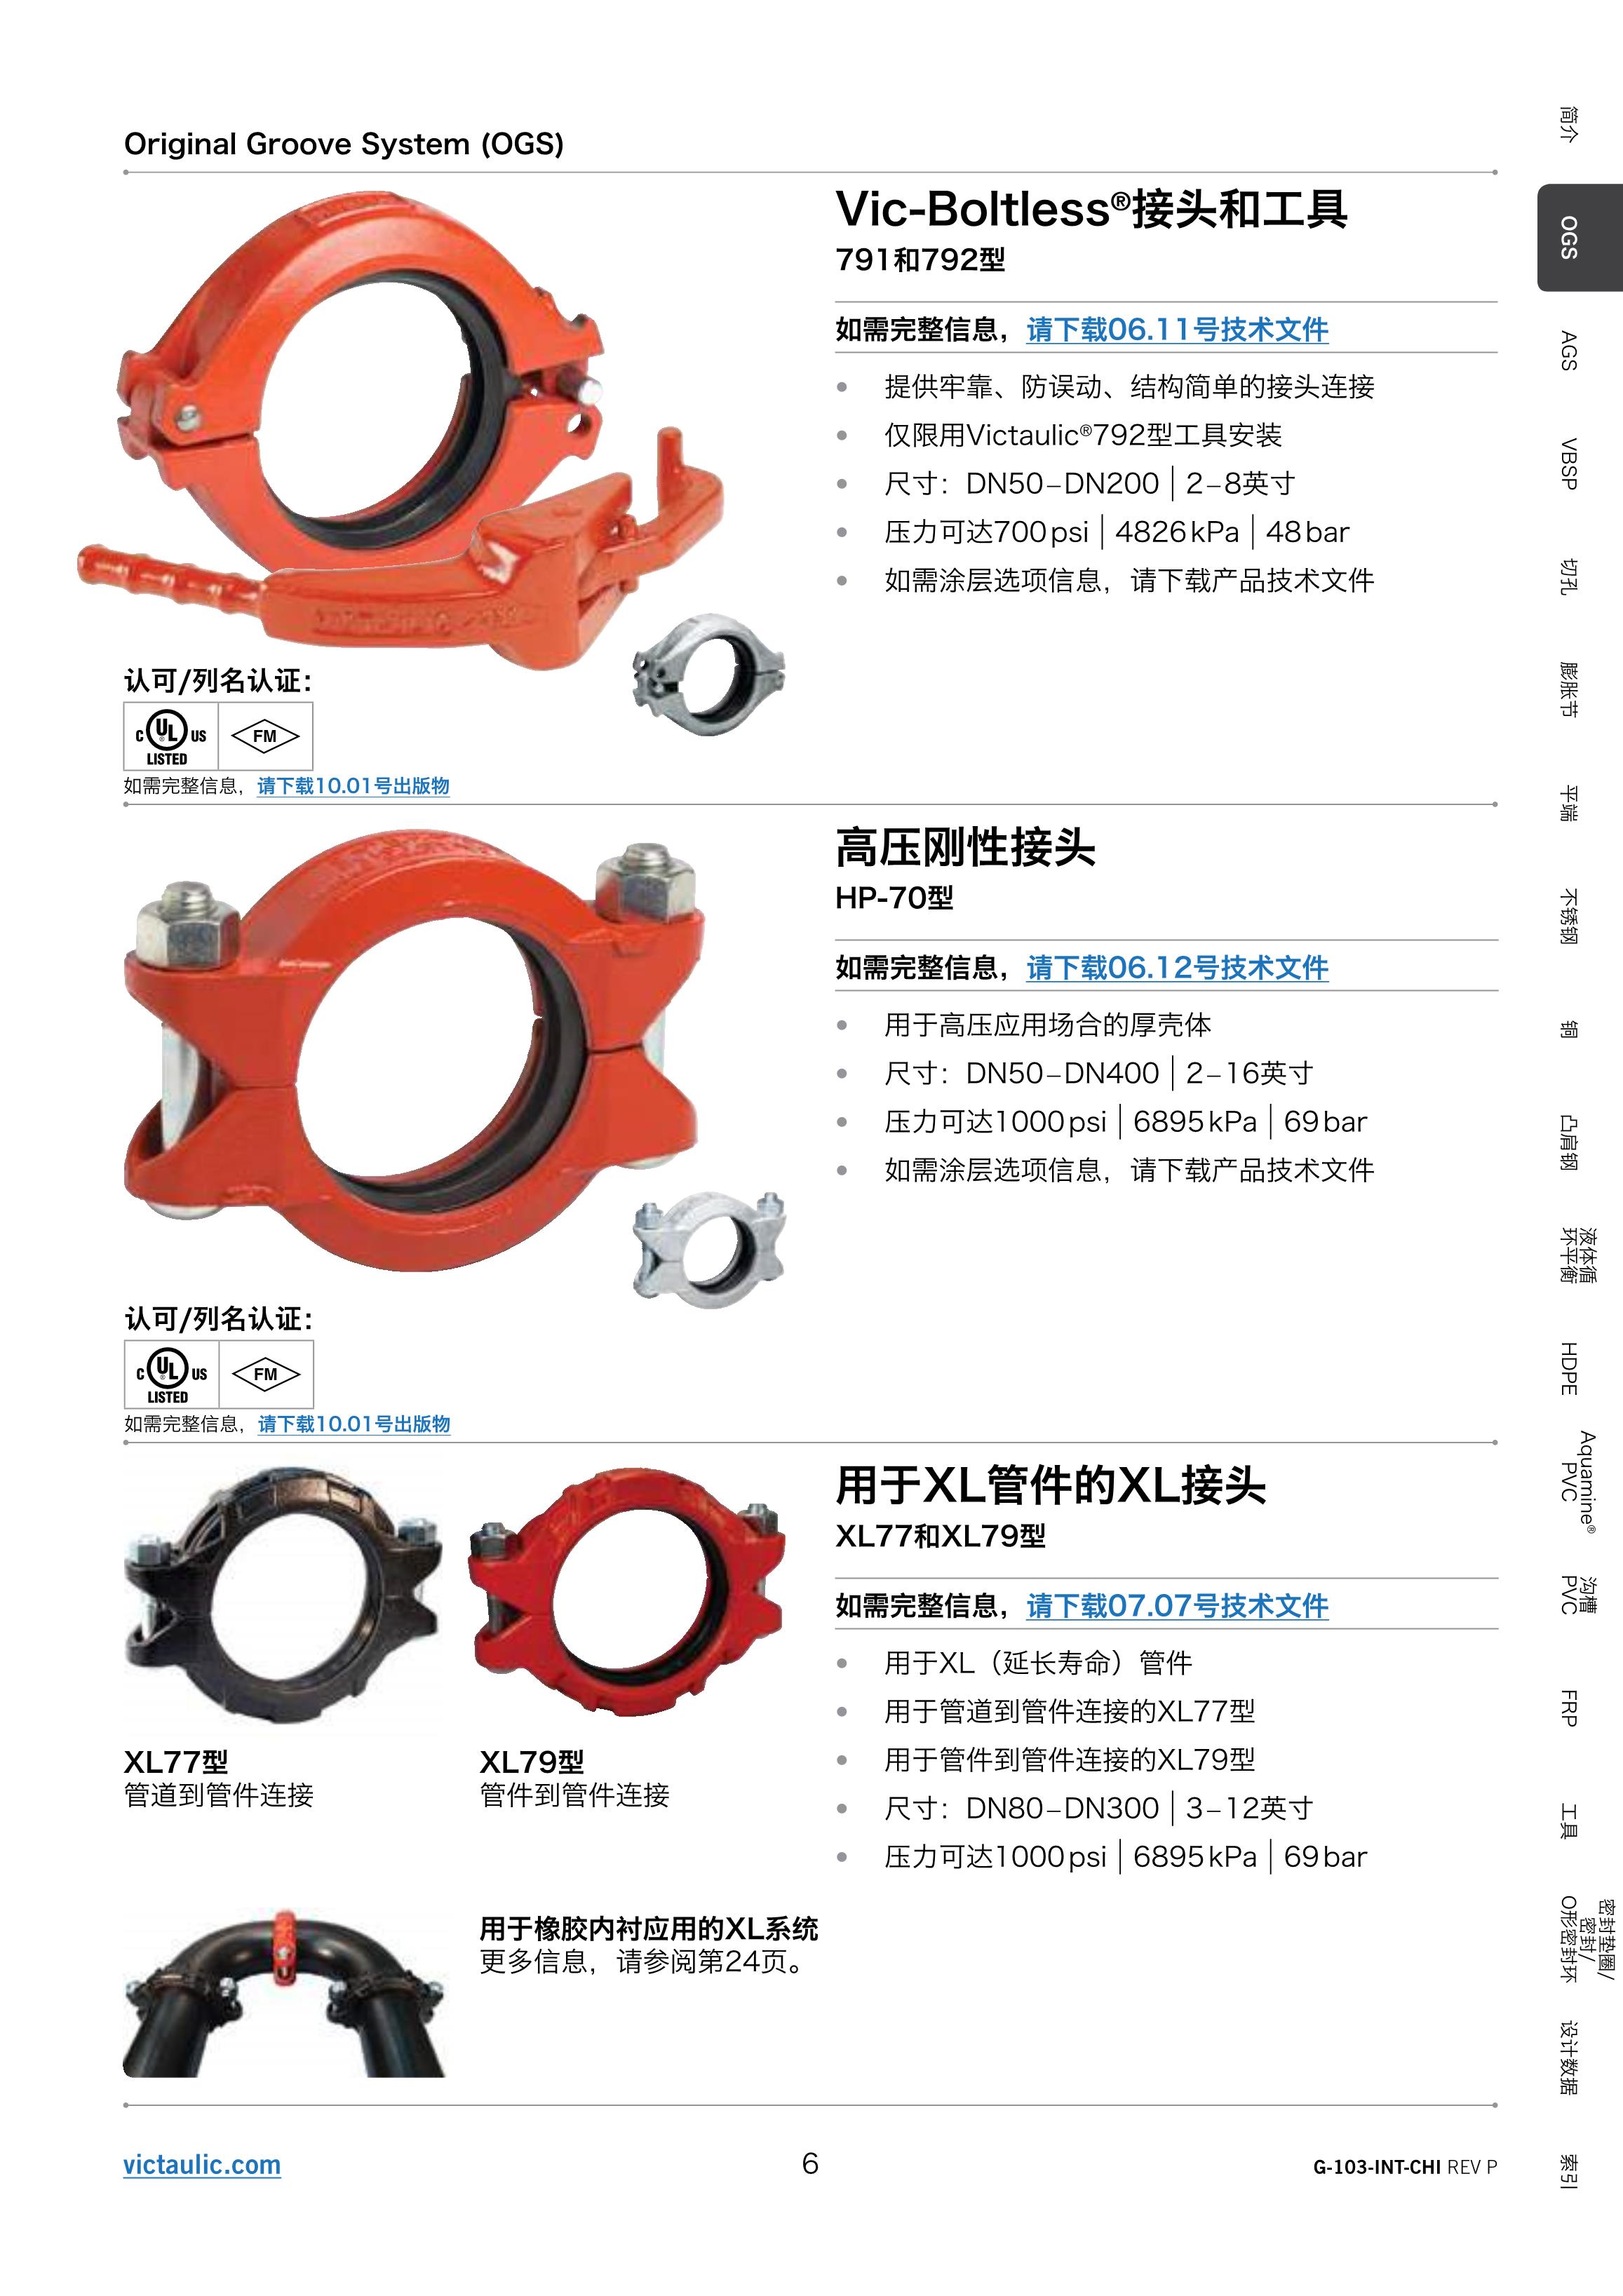 Original Groove System (OGS)
Vic-Boltless®接头和工具
791和792型
如需完整信息，请下载06.11号技术文件
• 提供牢靠、防误动、结构简单的接头连接
• 仅限用Victaulic®792型工具安装
• 尺寸：DN50–DN200 | 2–8英寸
• 压力可达700psi | 4826kPa | 48bar
• 如需涂层选项信息，请下载产品技术文件
认可/列名认证：
C UL US LISTED
FM
如需完整信息，请下载10.01号出版物
高压刚性接头
HP-70型
如需完整信息，请下载06.12号技术文件
• 用于高压应用场合的厚壳体
• 尺寸：DN50–DN400 | 2–16英寸
• 压力可达1000psi | 6895kPa | 69bar
• 如需涂层选项信息，请下载产品技术文件
认可/列名认证：
C UL US LISTED
FM
如需完整信息，请下载10.01号出版物
用于XL管件的XL接头
XL77和XL79型
如需完整信息，请下载07.07号技术文件
• 用于XL（延长寿命）管件
• 用于管道到管件连接的XL77型
• 用于管件到管件连接的XL79型
• 尺寸：DN80–DN300 | 3–12英寸
• 压力可达1000psi | 6895kPa | 69bar
XL77型
管道到管件连接
XL79型
管件到管件连接
用于橡胶内衬应用的XL系统
更多信息，请参阅第24页。
victaulic.com
6
G-103-INT-CHI REV P
简介
OGS
AGS
VBSP
切孔
膨胀节
平端
不锈钢
铜
凸肩钢
液体循
环平衡
HDPE
Aquamine®
PVC
沟槽
PVC
FRP
工具
密封垫圈/
密封/
O形密封环
设计数据
索引